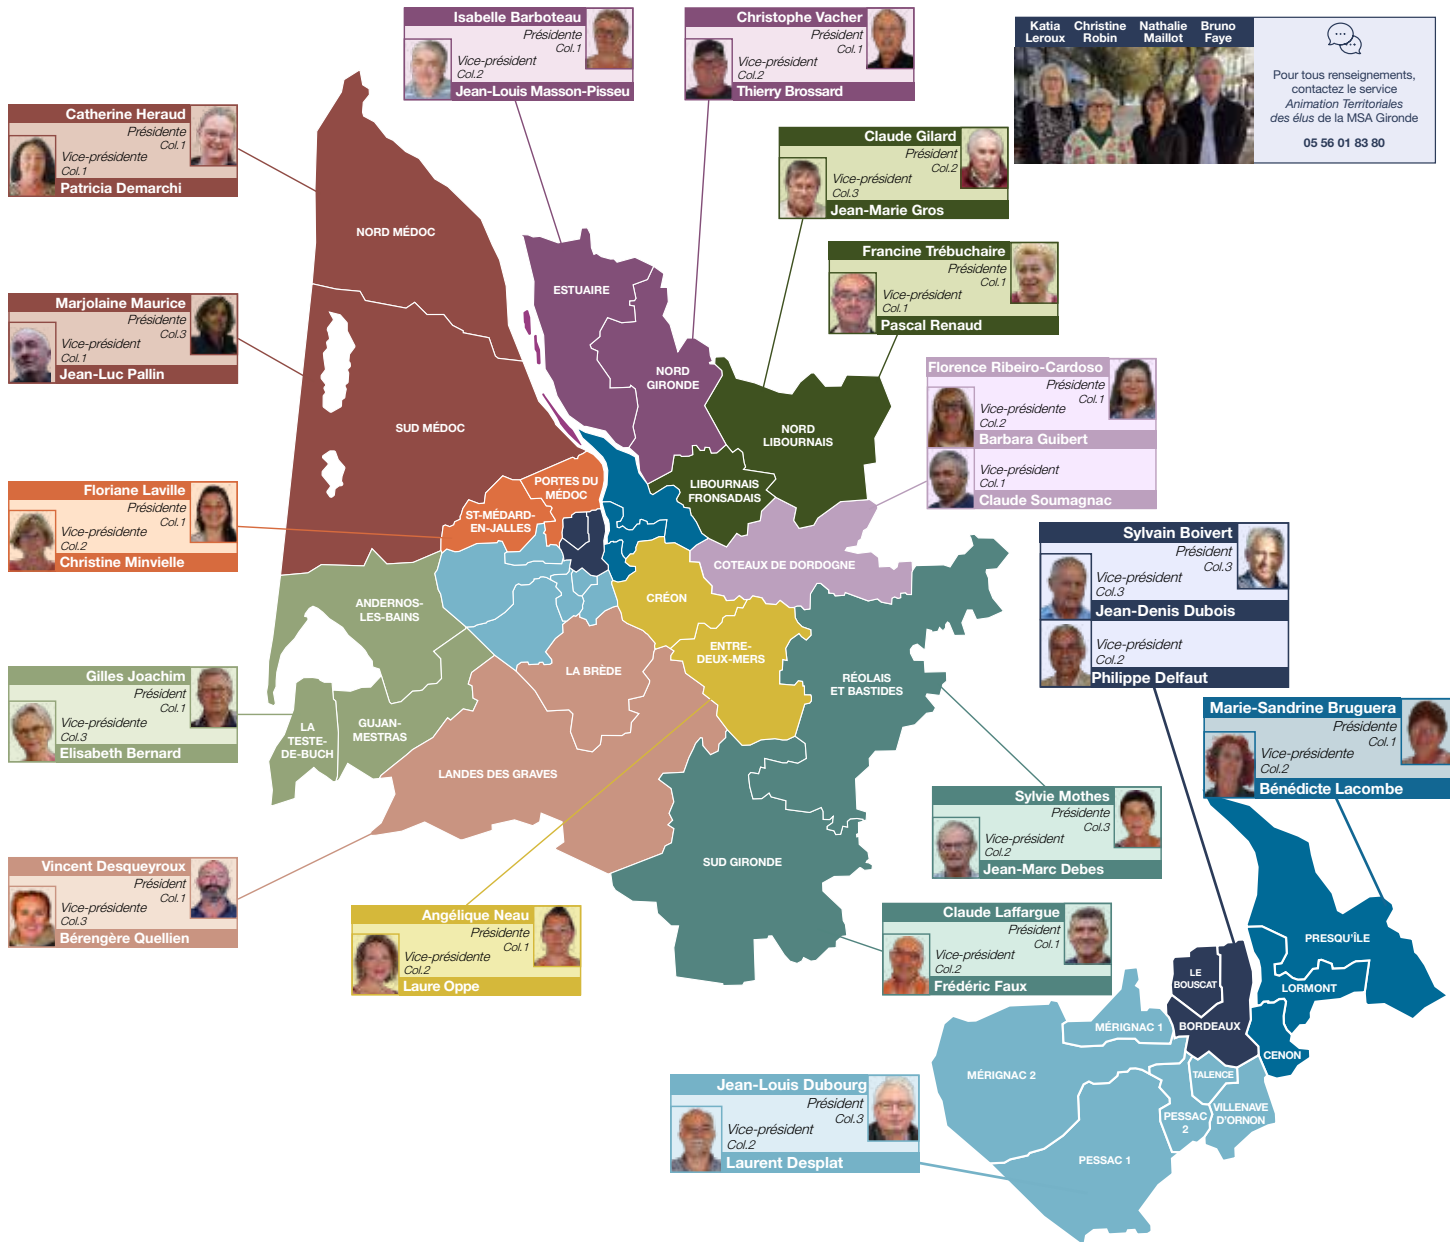 Isabelle Barboteau
Présidente
Col.1
Vice-président
Col.2
Jean-Louis Masson-Pisseu
Christophe Vacher
Président
Col.1
Vice-président
Col.2
Thierry Brossard
Katia
Leroux
Christine
Robin
Nathalie
Maillot
Bruno
Faye
Pour tous renseignements,
contactez le service
Animation Territoriales
des élus de la MSA Gironde
05 56 01 83 80
Catherine Heraud
Présidente
Col.1
Vice-présidente
Col.1
Patricia Demarchi
Claude Gilard
Président
Col.2
Vice-président
Col.3
Jean-Marie Gros
Francine Trébuchaire
Présidente
Col.1
Vice-président
Col.1
Pascal Renaud
Marjolaine Maurice
Présidente
Col.3
Vice-président
Col.1
Jean-Luc Pallin
Florence Ribeiro-Cardoso
Présidente
Col.1
Vice-présidente
Col.2
Barbara Guibert
Vice-président
Col.1
Claude Soumagnac
Floriane Laville
Présidente
Col.1
Vice-présidente
Col.2
Christine Minvielle
Sylvain Boivert
Président
Col.3
Vice-président
Col.3
Jean-Denis Dubois
Vice-président
Col.2
Philippe Delfaut
Gilles Joachim
Président
Col.1
Vice-présidente
Col.3
Elisabeth Bernard
Marie-Sandrine Bruguera
Présidente
Col.1
Vice-présidente
Col.2
Bénédicte Lacombe
Sylvie Mothes
Présidente
Col.3
Vice-président
Col.2
Jean-Marc Debes
Vincent Desqueyroux
Président
Col.1
Vice-présidente
Col.3
Bérengère Quellien
Angélique Neau
Présidente
Col.1
Vice-présidente
Col.2
Laure Oppe
Claude Laffargue
Président
Col.1
Vice-président
Col.2
Frédéric Faux
Jean-Louis Dubourg
Président
Col.3
Vice-président
Col.2
Laurent Desplat
NORD MÉDOC
ESTUAIRE
NORD
GIRONDE
SUD MÉDOC
NORD
LIBOURNAIS
PORTES DU
MÉDOC
LIBOURNAIS
FRONSADAIS
ST-MÉDARD-
EN-JALLES
COTEAUX DE DORDOGNE
CRÉON
ANDERNOS-
LES-BAINS
ENTRE-
DEUX-MERS
LA BRÈDE
RÉOLAIS
ET BASTIDES
LA
TESTE-
DE-BUCH
GUJAN-
MESTRAS
LANDES DES GRAVES
SUD GIRONDE
PRESQU'ÎLE
LE
BOUSCAT
LORMONT
MÉRIGNAC 1
BORDEAUX
CENON
MÉRIGNAC 2
TALENCE
PESSAC
2
VILLENAVE
D'ORNON
PESSAC 1